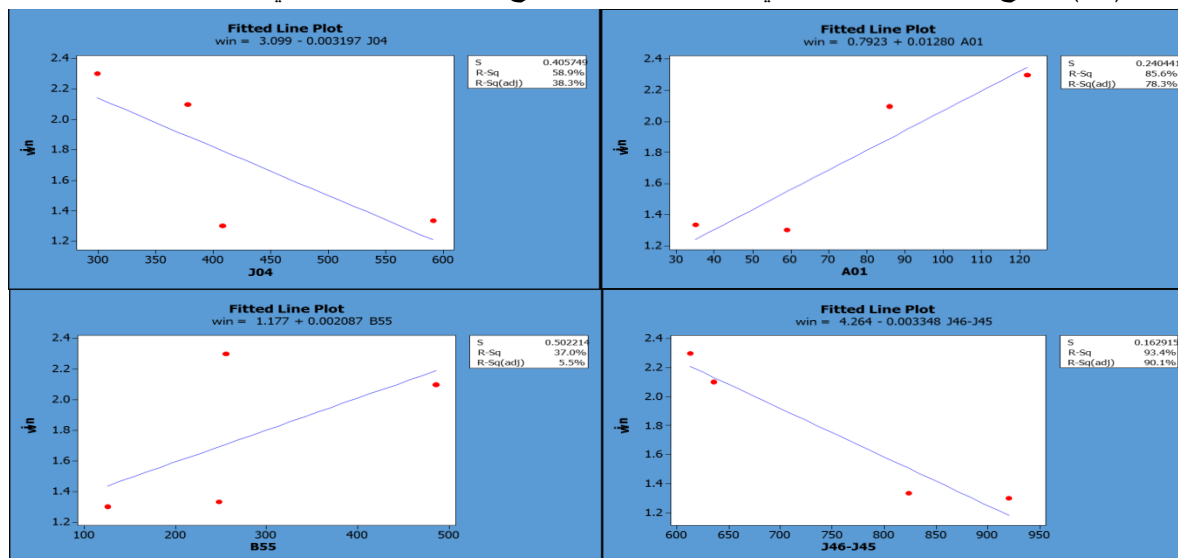 Fitted Line Plot
win = 3.099 - 0.003197 J04
S 0.405749
R-Sq 58.9%
R-Sq(adj) 38.3%
2.4
2.2
2.0
1.8
1.6
1.4
1.2
win
300 350 400 450 500 550 600
J04
Fitted Line Plot
win = 0.7923 + 0.01280 A01
S 0.240441
R-Sq 85.6%
R-Sq(adj) 78.3%
2.4
2.2
2.0
1.8
1.6
1.4
1.2
win
30 40 50 60 70 80 90 100 110 120
A01
Fitted Line Plot
win = 1.177 + 0.002087 B55
S 0.502214
R-Sq 37.0%
R-Sq(adj) 5.5%
2.4
2.2
2.0
1.8
1.6
1.4
1.2
win
100 200 300 400 500
B55
Fitted Line Plot
win = 4.264 - 0.003348 J46-J45
S 0.162915
R-Sq 93.4%
R-Sq(adj) 90.1%
2.4
2.2
2.0
1.8
1.6
1.4
1.2
win
600 650 700 750 800 850 900 950
J46-J45